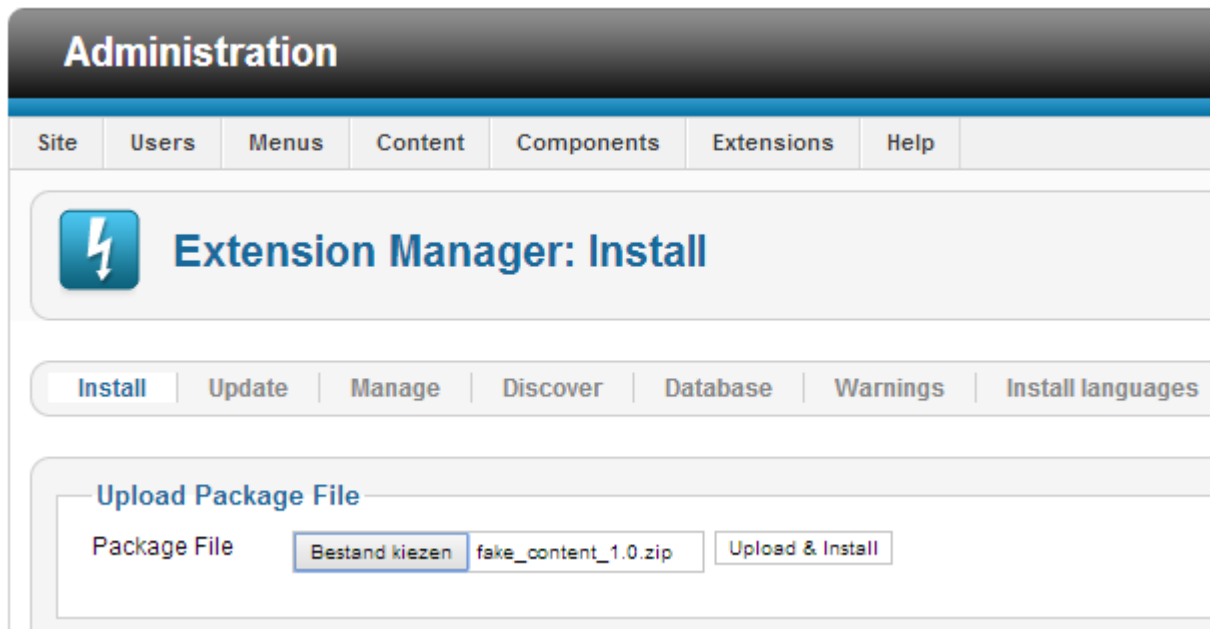 Administration
Site Users Menus Content Components Extensions Help
Extension Manager: Install
Install Update Manage Discover Database Warnings Install languages
Upload Package File
Package File Bestand kiezen fake_content_1.0.zip Upload & Install